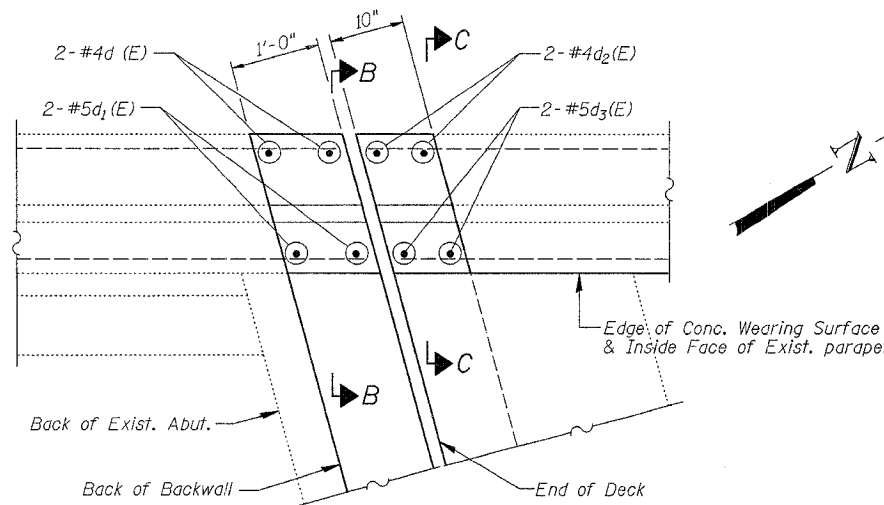 10"
1'-0"
C
2-#4d (E)
2-#4d2(E)
B
2-#5d1(E)
2-#5d3(E)
N
Edge of Conc. Wearing Surface
& Inside Face of Exist.
C
B
Back of Exist. Abut.
Back of Backwall
End of Deck